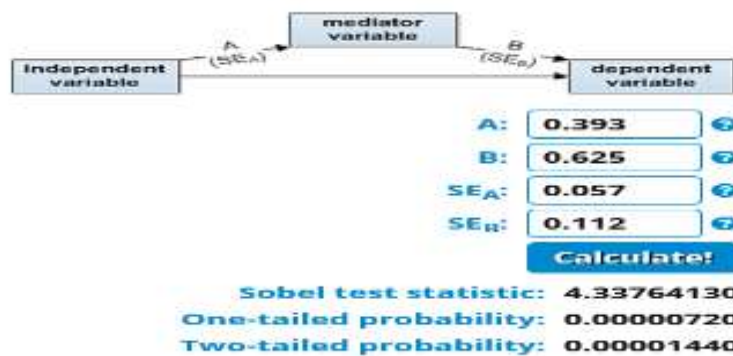 mediator
variable
A
(SEA)
B
(SEB)
Independent
variable
dependent
variable
A: 0.393 ?
B: 0.625 ?
SEA: 0.057 ?
SEB: 0.112 ?
Calculate!
Sobel test statistic: 4.33764130
One-tailed probability: 0.00000720
Two-tailed probability: 0.00001440